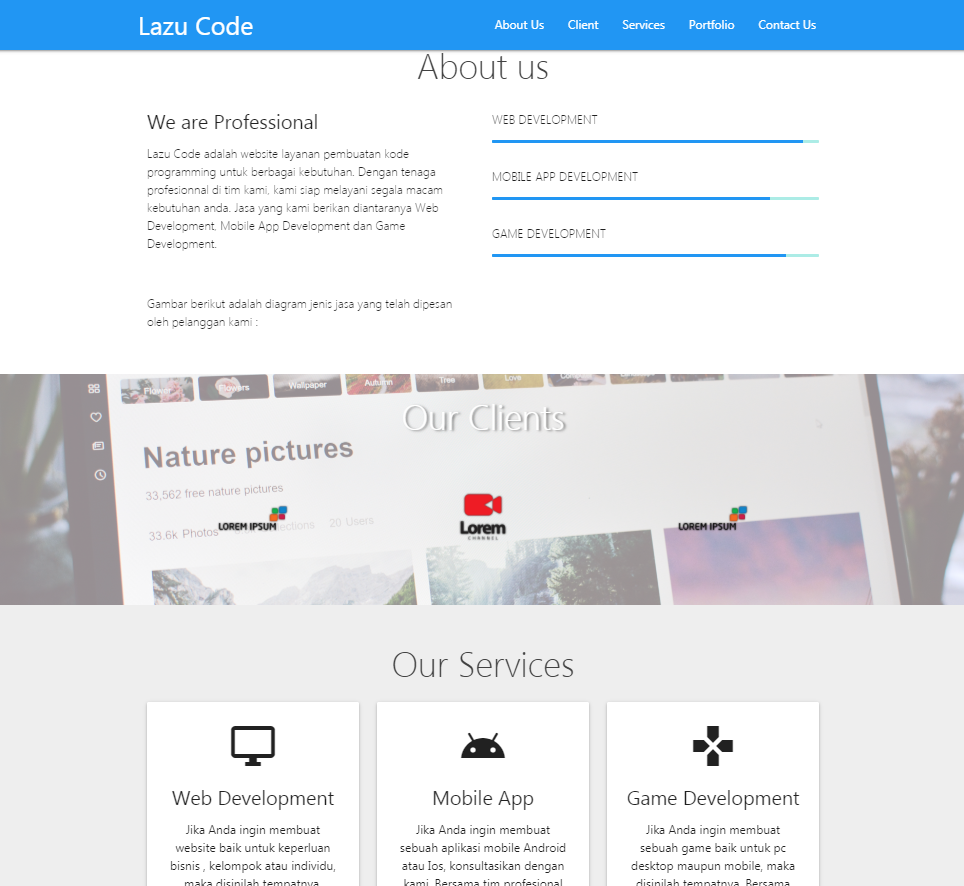 Lazu Code
About Us
Client
Services
Portfolio
Contact Us
About us
We are Professional
Lazu Code adalah website layanan pembuatan kode
programming untuk berbagai kebutuhan. Dengan tenaga
profesionnal di tim kami, kami siap melayani segala macam
kebutuhan anda. Jasa yang kami berikan diantaranya Web
Development, Mobile App Development dan Game
Development.
Gambar berikut adalah diagram jenis jasa yang telah dipesan
oleh pelanggan kami :
WEB DEVELOPMENT
MOBILE APP DEVELOPMENT
GAME DEVELOPMENT
Flowers
Flowers
Wallpaper
Autumn
Tree
Love
Our Clients
Nature pictures
33,562 free nature pictures
33.6k Photos
20 Users
LOREM IPSUM
Lorem
CHANNEL
LOREM IPSUM
Our Services
Web Development
Jika Anda ingin membuat
website baik untuk keperluan
bisnis , kelompok atau individu,
maka disinilah tempatnya.
Mobile App
Jika Anda ingin membuat
sebuah aplikasi mobile Android
atau Ios, konsultasikan dengan
kami. Bersama tim profesional
Game Development
Jika Anda ingin membuat
sebuah game baik untuk pc
desktop maupun mobile, maka
disinilah tempatnya. Bersama